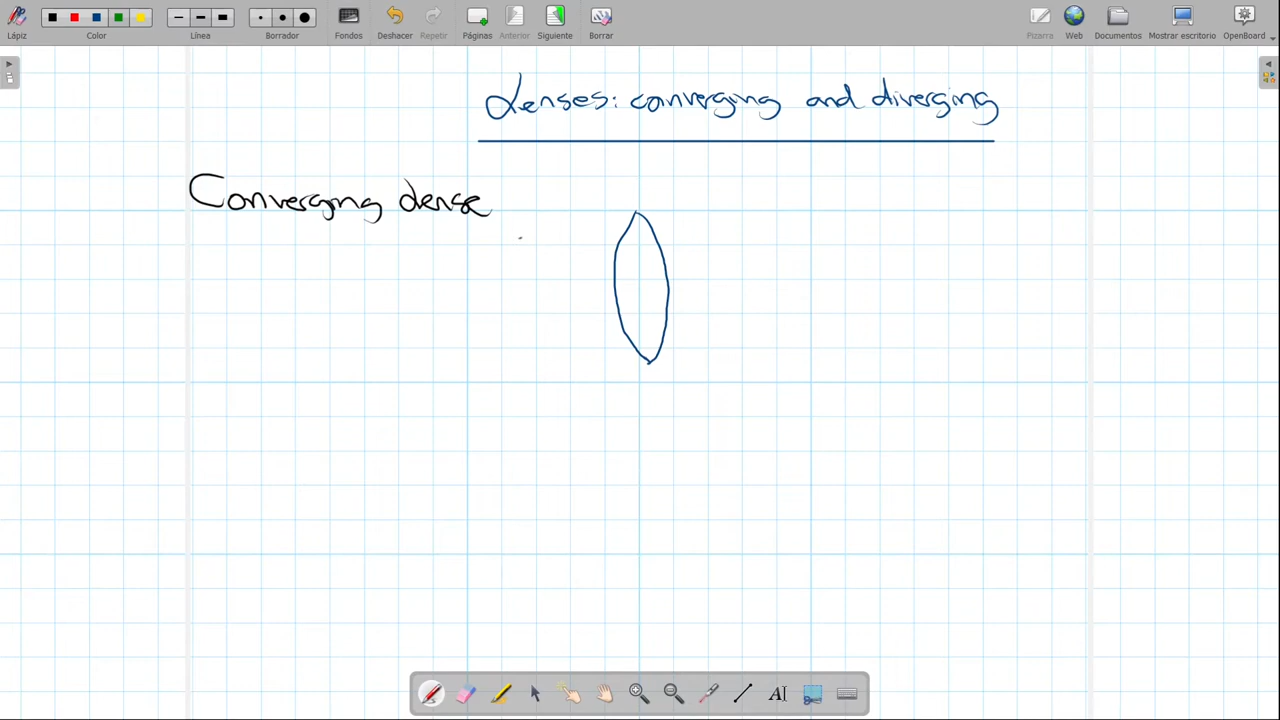 Lápiz Color Línea Borrador Fondos Deshacer Repetir Páginas Anterior Siguiente Borrar Pizarra Web Documentos Mostrar escritorio OpenBoard
Lenses: converging and diverging
Converging Lense
AI